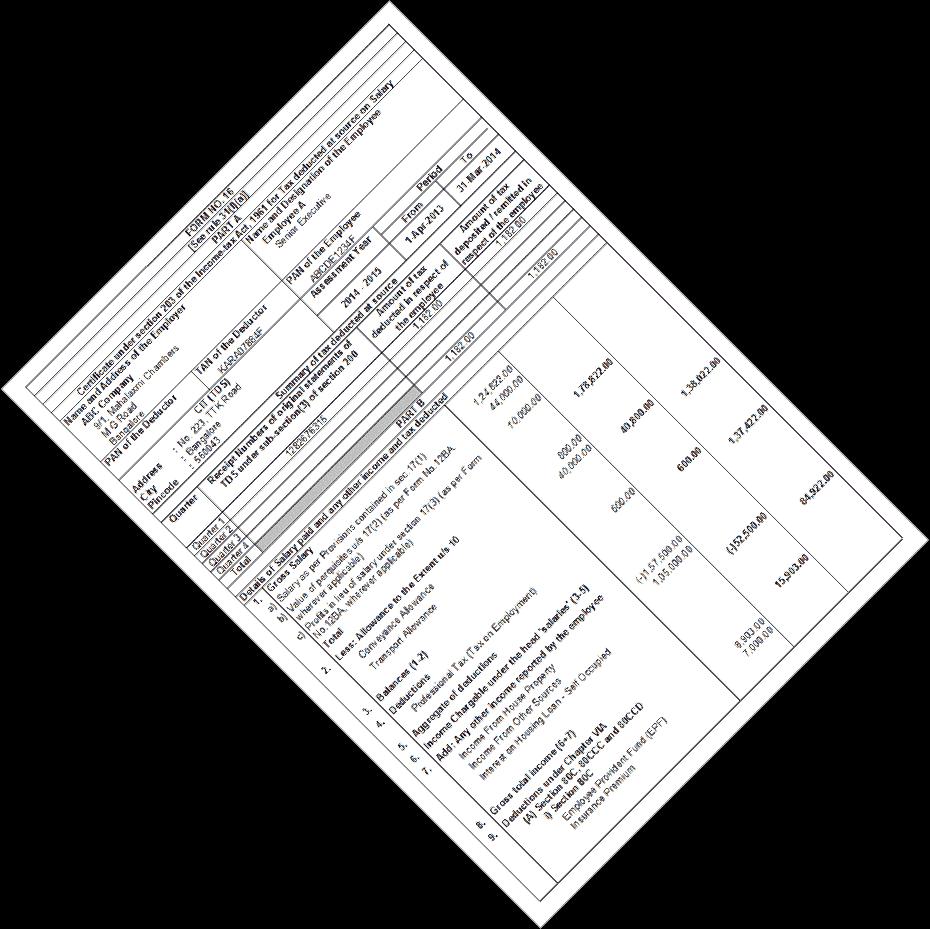 FORM NO. 16
[See rule 31(1)(a)]
PART A
Certificate under section 203 of the Income-tax Act, 1961 for Tax deducted at source on Salary
Name and Address of the Employer Name and Designation of the Employee
ABC Company Employee A
9/1, Mahalaxmi Chambers Senior Executive
M G Road
Bangalore
PAN of the Deductor TAN of the Deductor PAN of the Employee
KARA07884F ABCDE1234F
CIT (TDS) Assessment Year Period
Address : No. 223, TTK Road From To
City : Bangalore 2014 - 2015 1-Apr-2013 31-Mar-2014
Pincode : 560043
Summary of tax deducted at source
Quarter Receipt Numbers of original statements of TDS under sub.section(3) of section 200 Amount of tax deducted in respect of the employee Amount of tax deposited / remitted in respect of the employee
Quarter 1 1,182.00 1,182.00
Quarter 2
Quarter 3
Quarter 4
Total 1,182.00 1,182.00
PART B
Details of Salary paid and any other income and tax deducted
1. Gross Salary
a) Salary as per Provisions contained in sec 17(1) 1,24,822.00
b) Value of perquisites u/s 17(2) (as per Form No. 12BA, wherever applicable) 44,000.00
c) Profits in lieu of salary under section 17(3) (as per Form No. 12BA, wherever applicable) 10,000.00
Total 1,78,822.00
2. Less: Allowance to the Extent u/s 10
Conveyance Allowance 800.00
Transport Allowance 40,000.00
40,800.00
3. Balances (1-2) 1,38,022.00
4. Deductions
Professional Tax (Tax on Employment) 600.00
5. Aggregate of deductions 600.00
6. Income Chargeable under the head 'salaries' (3-5) 1,37,422.00
7. Add: Any other income reported by the employee
Income From House Property (-)1,57,500.00
Income From Other Sources 1,05,000.00
Interest on Housing Loan - Self Occupied
(-)52,500.00
8. Gross total income (6+7) 84,922.00
9. Deductions under Chapter VIA
(A) Section 80C, 80CCC and 80CCD
i) Section 80C 15,903.00
Employee Provident Fund (EPF) 8,903.00
Insurance Premium 7,000.00